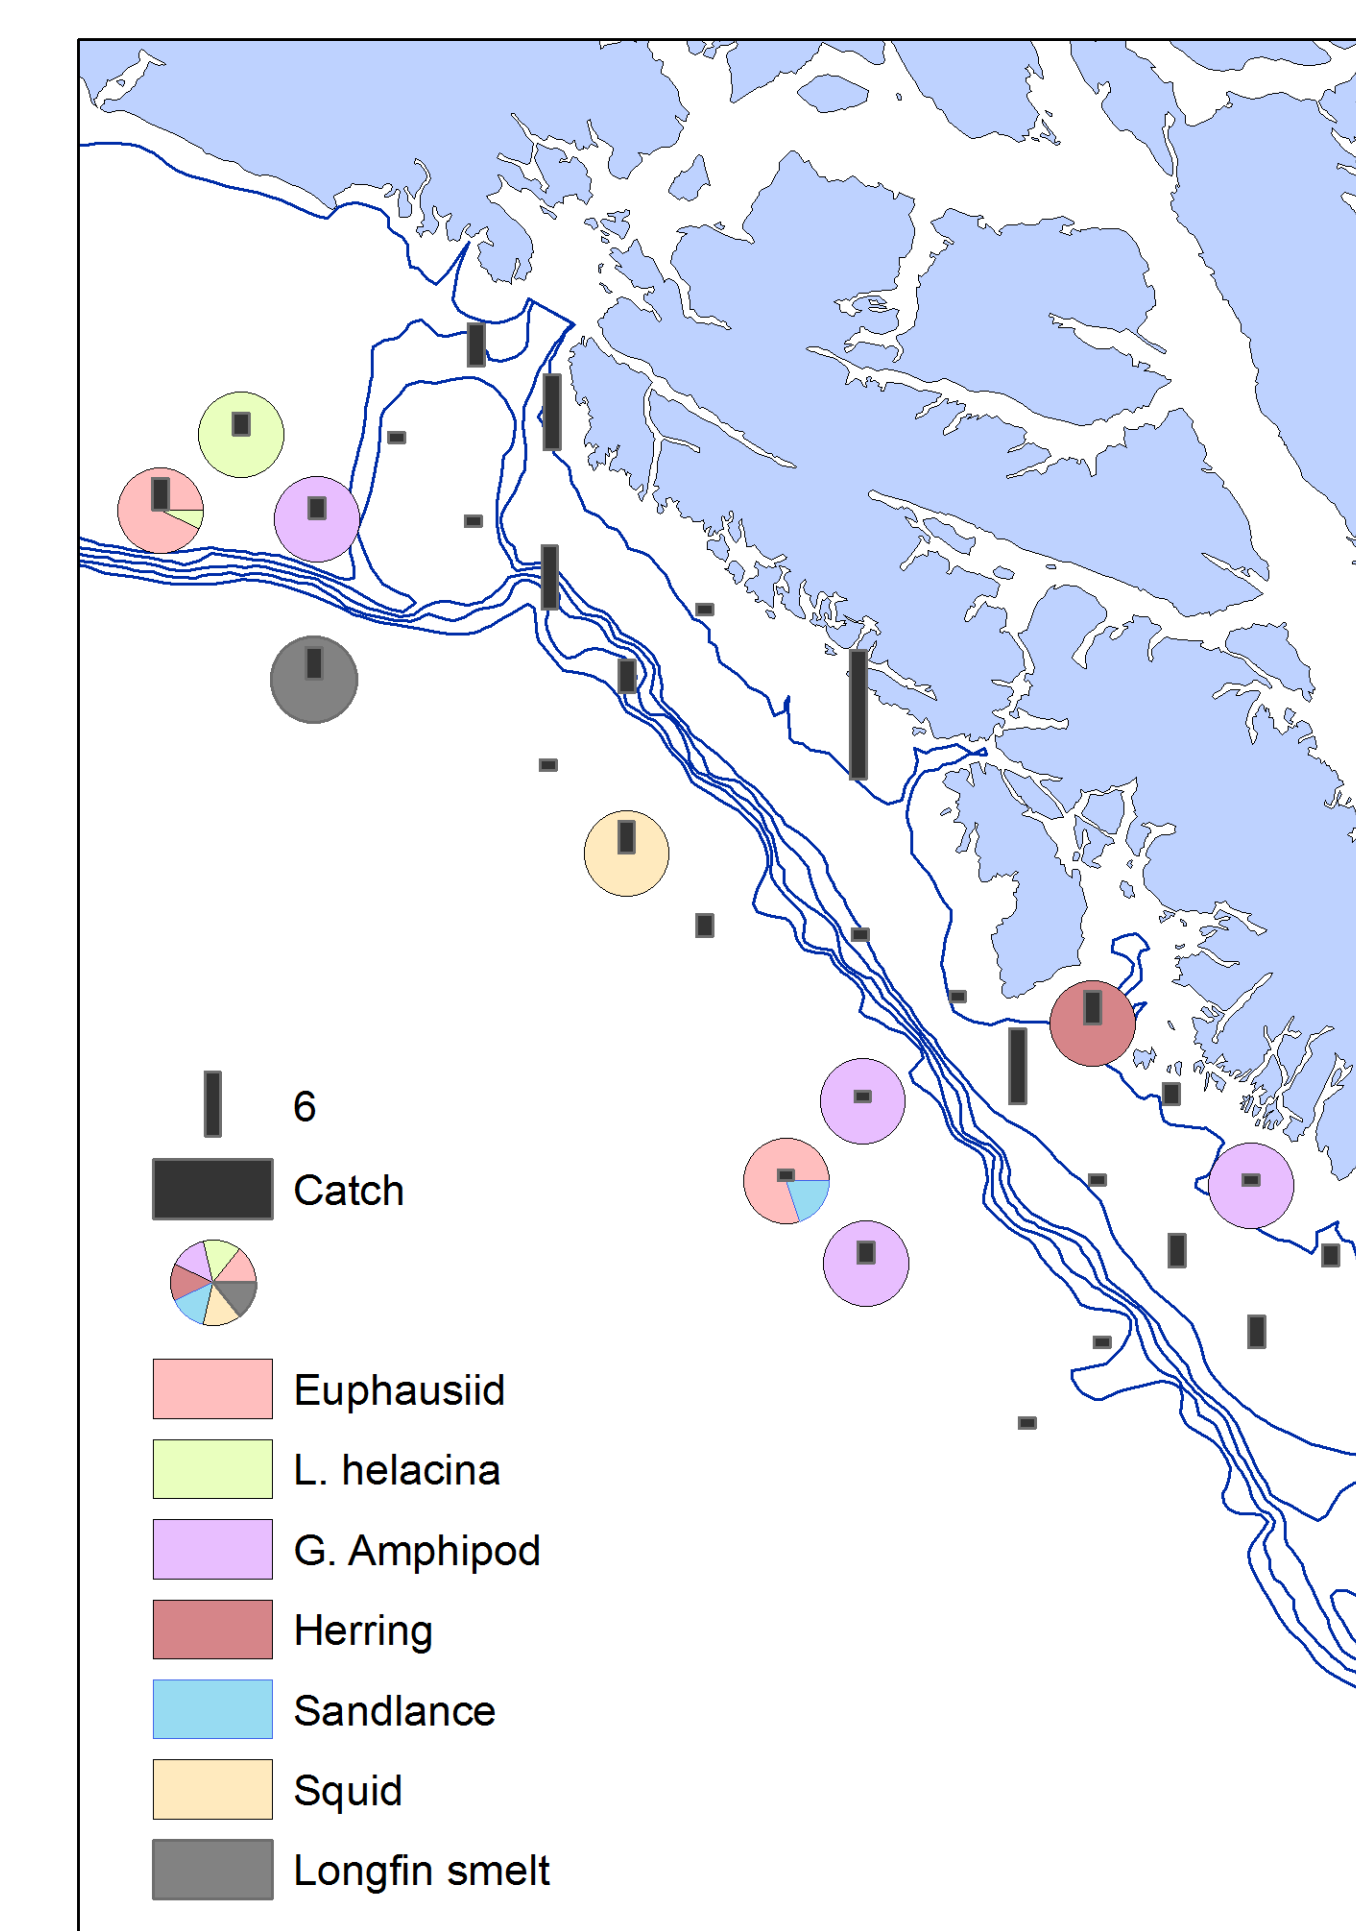 6
Catch
Euphausiid
L. helacina
G. Amphipod
Herring
Sandlance
Squid
Longfin smelt